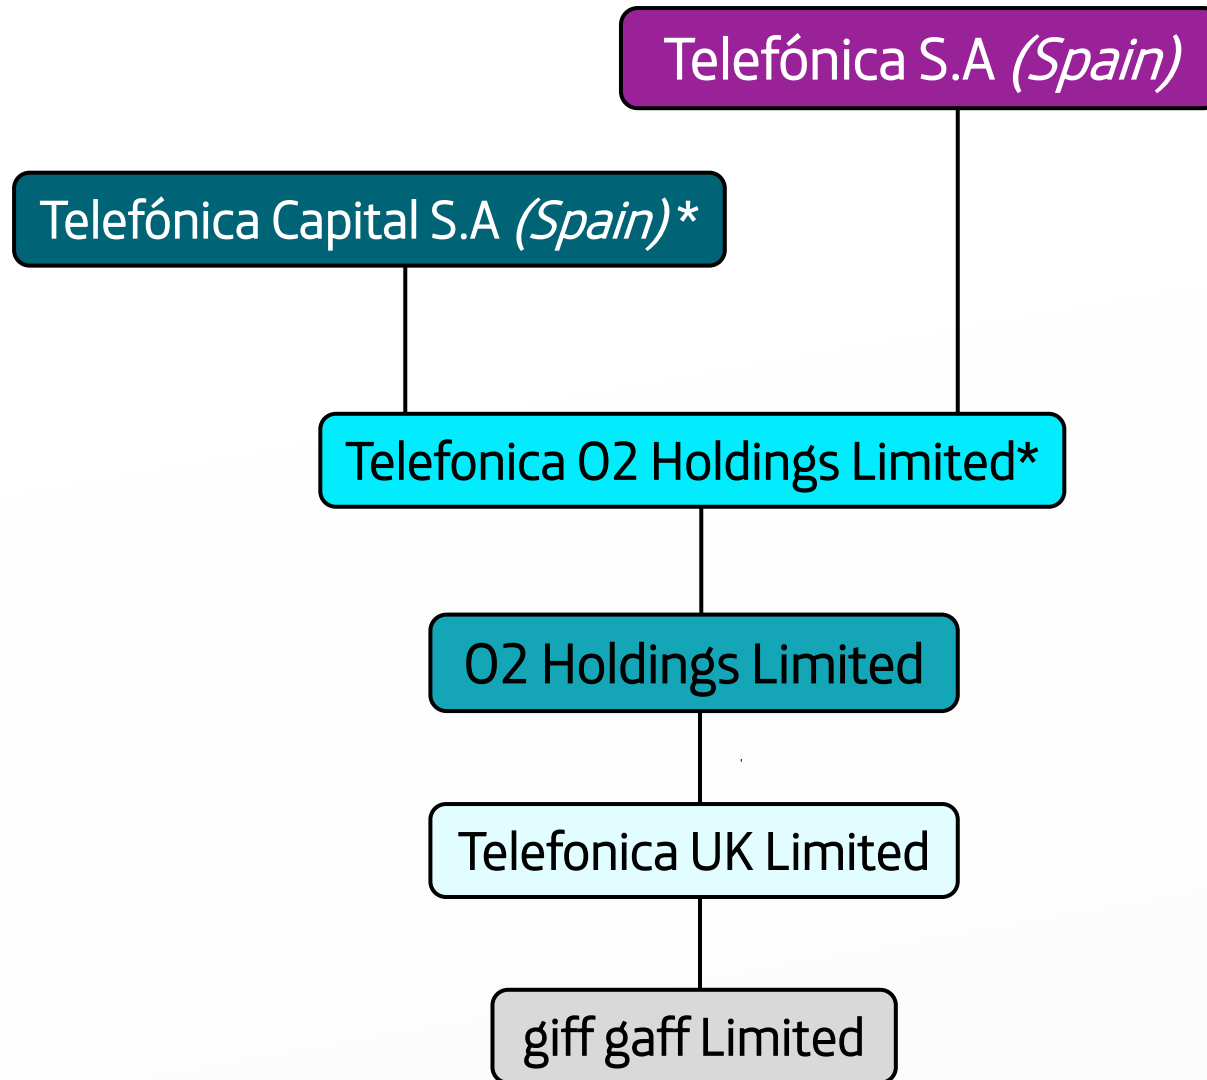 Telefónica S.A (Spain)
Telefónica Capital S.A (Spain) *
Telefonica O2 Holdings Limited*
O2 Holdings Limited
Telefonica UK Limited
giff gaff Limited